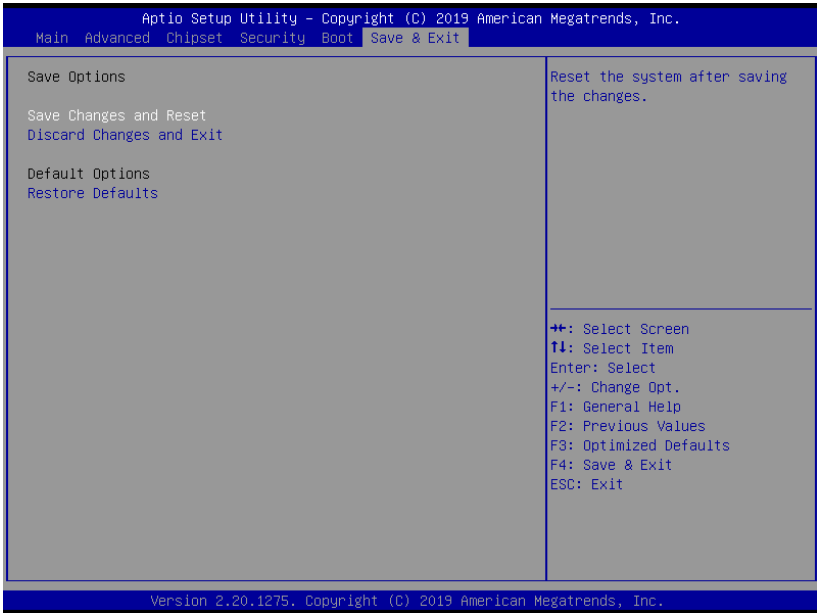 Aptio Setup Utility – Copyright (C) 2019 American Megatrends, Inc.
Main Advanced Chipset Security Boot Save & Exit
Save Options
Save Changes and Reset
Discard Changes and Exit
Default Options
Restore Defaults
Reset the system after saving
the changes.
→←: Select Screen
↑↓: Select Item
Enter: Select
+/-: Change Opt.
F1: General Help
F2: Previous Values
F3: Optimized Defaults
F4: Save & Exit
ESC: Exit
Version 2.20.1275. Copyright (C) 2019 American Megatrends, Inc.